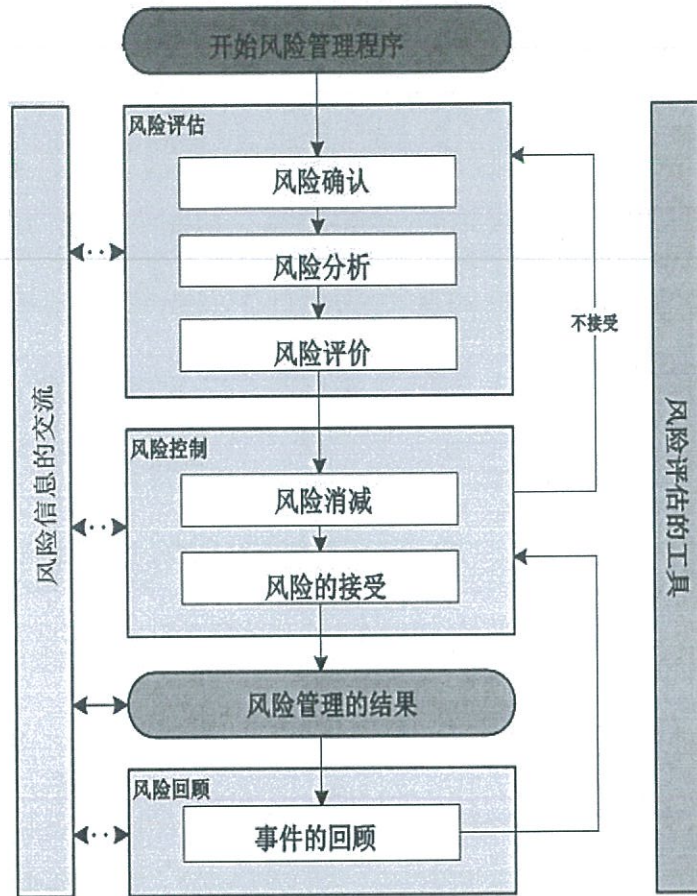 开始风险管理程序
风险评估
风险确认
风险分析
风险评价
不接受
风险控制
风险消减
风险的接受
风险管理的结果
风险回顾
事件的回顾
风险信息的交流
风险评估的工具